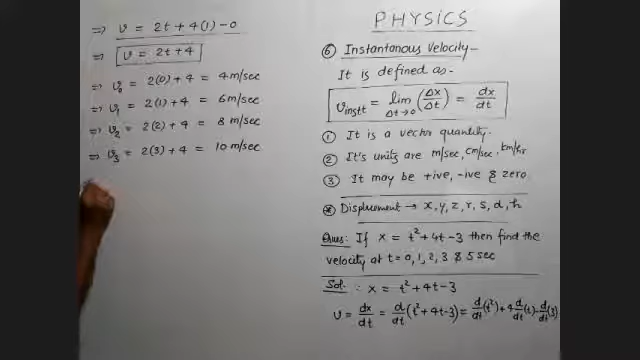 ⇒ v = 2t + 4(1) - 0
⇒ v = 2t + 4
⇒ v₀ = 2(0) + 4 = 4 m/sec
⇒ v₁ = 2(1) + 4 = 6 m/sec
⇒ v₂ = 2(2) + 4 = 8 m/sec
⇒ v₃ = 2(3) + 4 = 10 m/sec
PHYSICS
⑥ Instantanous Velocity-
It is defined as-
v instt = lim Δt→0 (Δx/Δt) = dx/dt
① It is a vector quantity.
② It's units are m/sec, cm/sec, km/hr
③ It may be +ive, -ive & zero
⊛ Displacement → x, y, z, r, s, d, h
Ques: If x = t² + 4t - 3 then find the
velocity at t = 0, 1, 2, 3 & 5 sec
Sol: : x = t² + 4t - 3
v = dx/dt = d/dt (t² + 4t - 3) = d/dt (t²) + 4 d/dt (t) - d/dt (3)